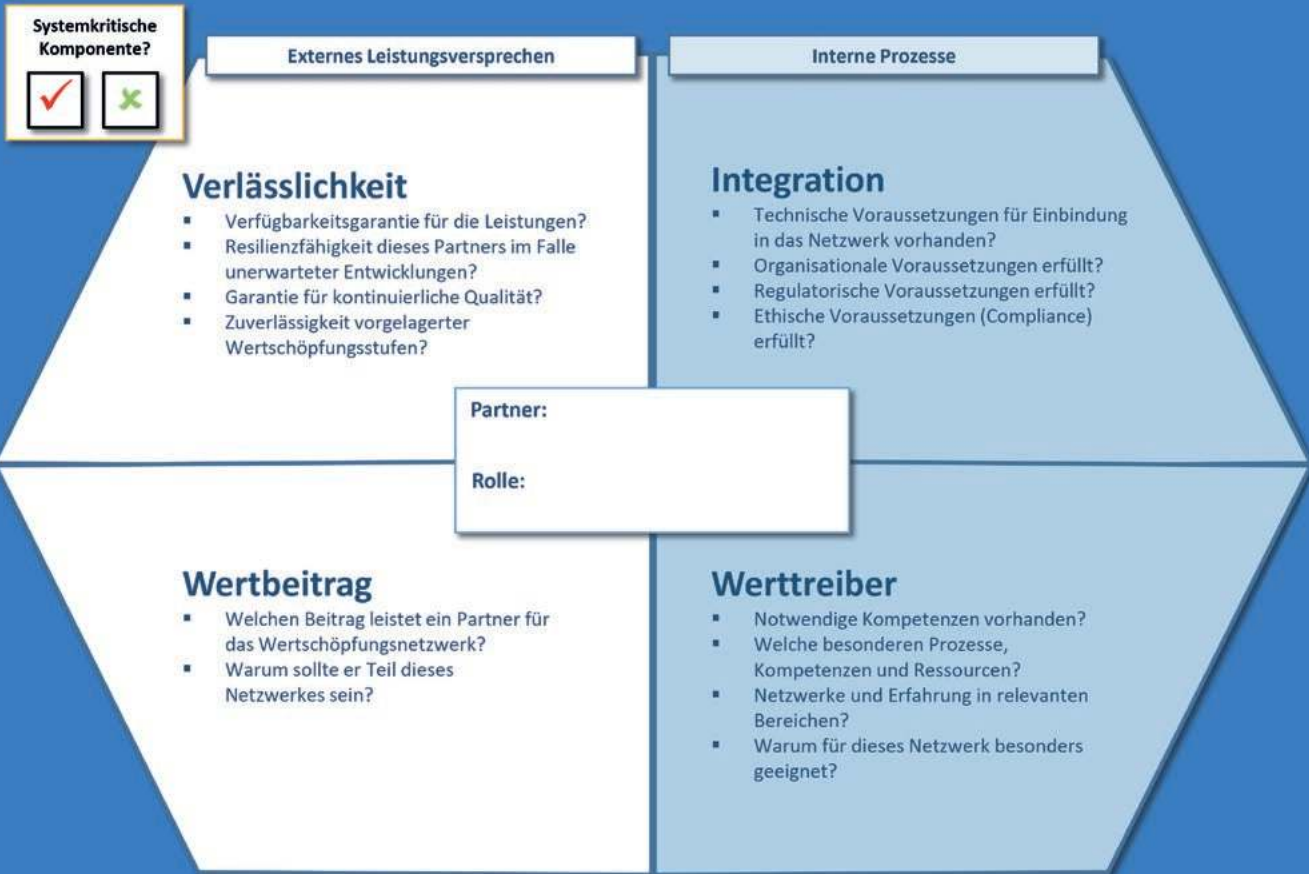 Systemkritische
Komponente?
Externes Leistungsversprechen
Interne Prozesse
Verlässlichkeit
▪ Verfügbarkeitsgarantie für die Leistungen?
▪ Resilienzfähigkeit dieses Partners im Falle
unerwarteter Entwicklungen?
▪ Garantie für kontinuierliche Qualität?
▪ Zuverlässigkeit vorgelagerter
Wertschöpfungsstufen?
Integration
▪ Technische Voraussetzungen für Einbindung
in das Netzwerk vorhanden?
▪ Organisationale Voraussetzungen erfüllt?
▪ Regulatorische Voraussetzungen erfüllt?
▪ Ethische Voraussetzungen (Compliance)
erfüllt?
Partner:
Rolle:
Wertbeitrag
▪ Welchen Beitrag leistet ein Partner für
das Wertschöpfungsnetzwerk?
▪ Warum sollte er Teil dieses
Netzwerkes sein?
Werttreiber
▪ Notwendige Kompetenzen vorhanden?
▪ Welche besonderen Prozesse,
Kompetenzen und Ressourcen?
▪ Netzwerke und Erfahrung in relevanten
Bereichen?
▪ Warum für dieses Netzwerk besonders
geeignet?